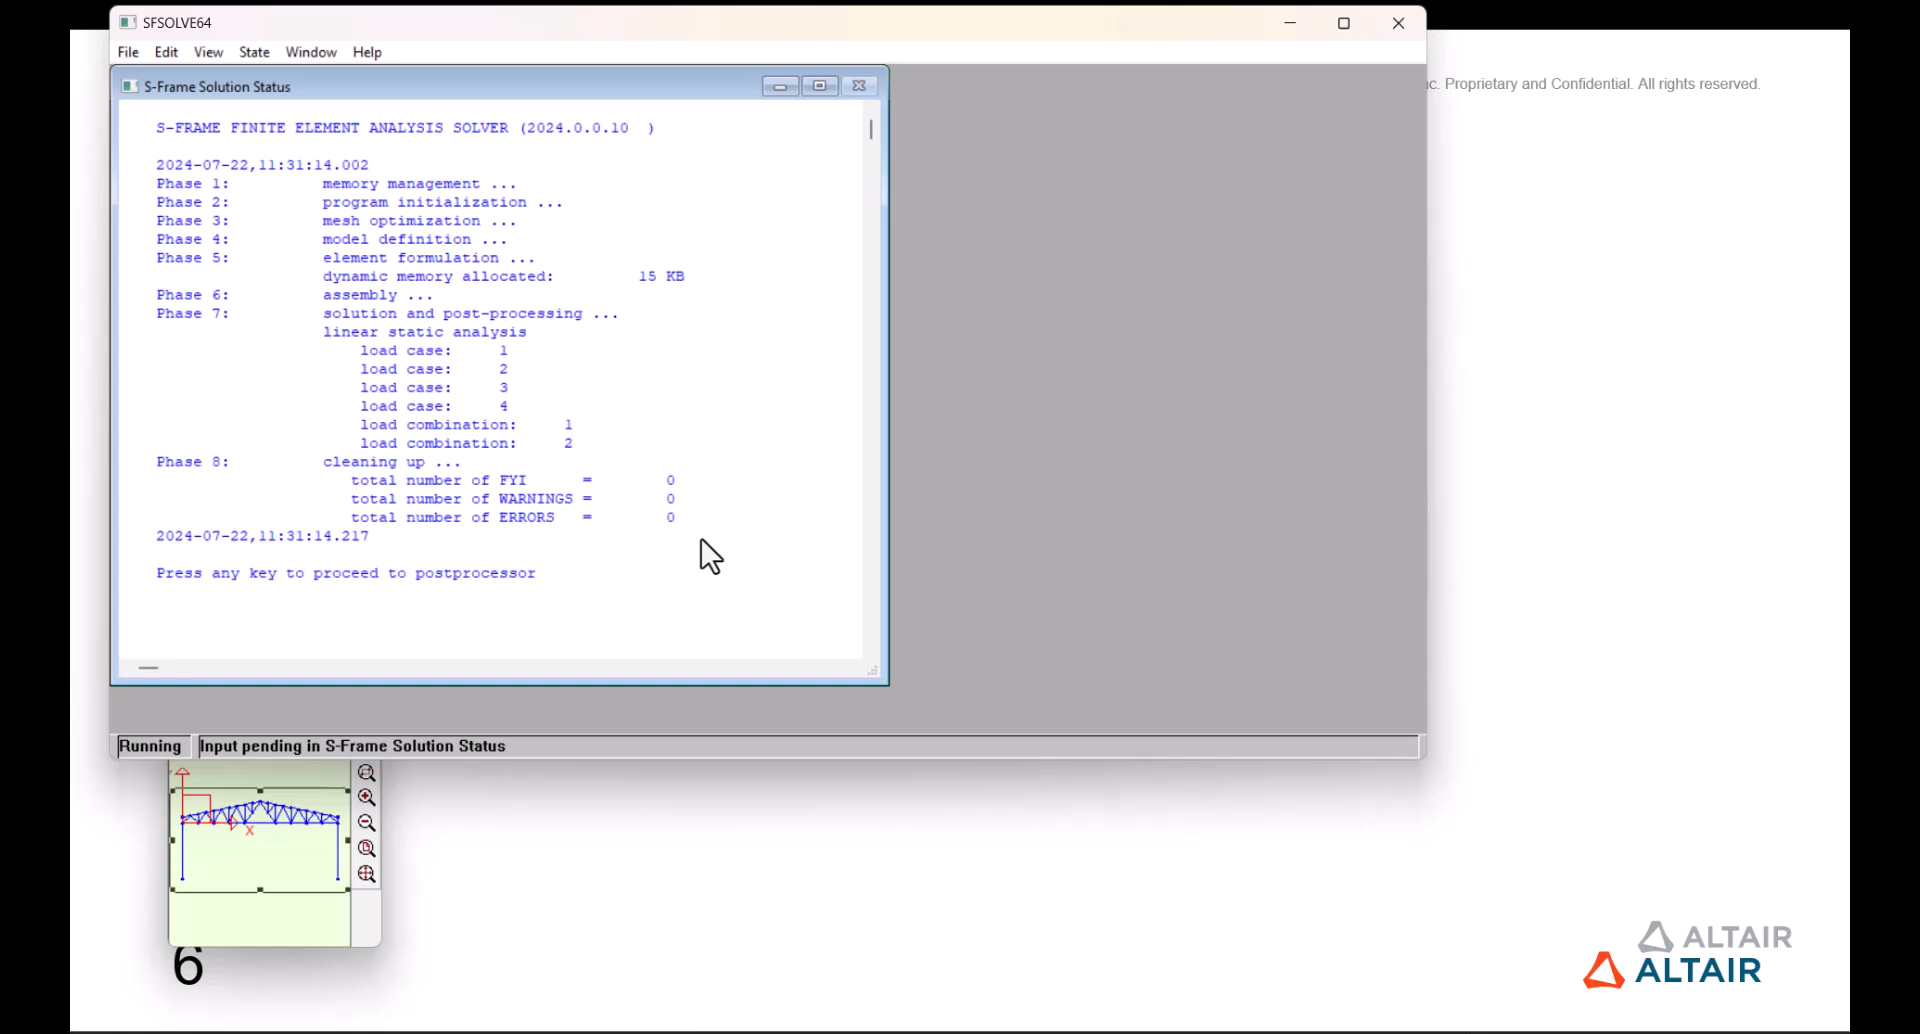 SFSOLVE64
File Edit View State Window Help
S-Frame Solution Status
c. Proprietary and Confidential. All rights reserved.
S-FRAME FINITE ELEMENT ANALYSIS SOLVER (2024.0.0.10 )
2024-07-22,11:31:14.002
Phase 1: memory management ...
Phase 2: program initialization ...
Phase 3: mesh optimization ...
Phase 4: model definition ...
Phase 5: element formulation ...
dynamic memory allocated: 15 KB
Phase 6: assembly ...
Phase 7: solution and post-processing ...
linear static analysis
load case: 1
load case: 2
load case: 3
load case: 4
load combination: 1
load combination: 2
Phase 8: cleaning up ...
total number of FYI = 0
total number of WARNINGS = 0
total number of ERRORS = 0
2024-07-22,11:31:14.217
Press any key to proceed to postprocessor
Running Input pending in S-Frame Solution Status
X
6
ALTAIR
ALTAIR